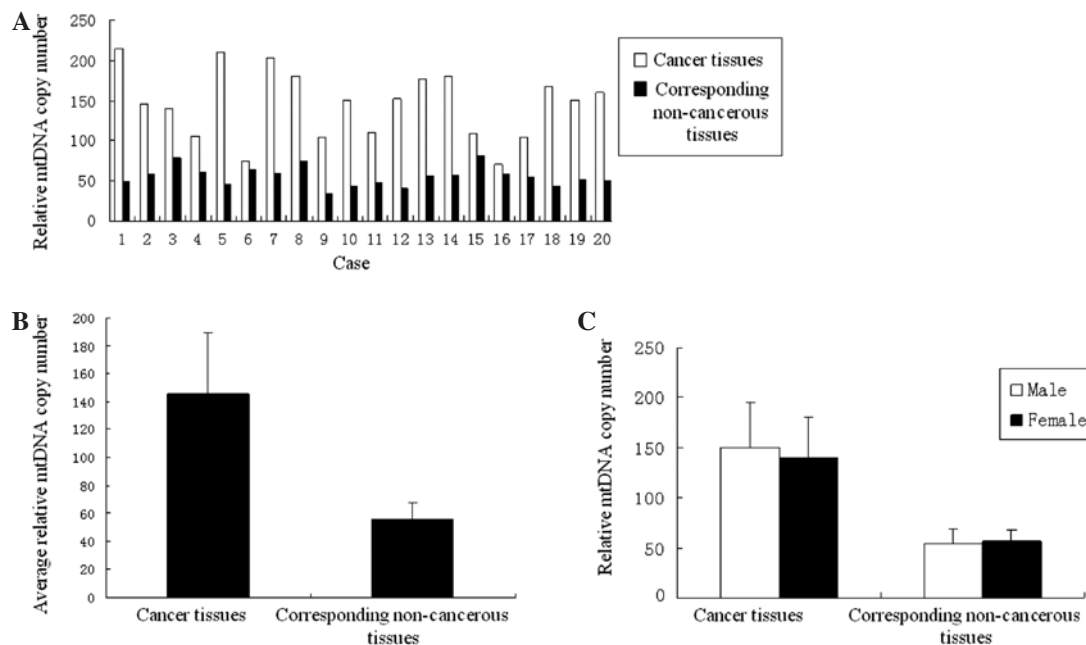 A
Relative mtDNA copy number
250
200
150
100
50
0
1 2 3 4 5 6 7 8 9 10 11 12 13 14 15 16 17 18 19 20
Case
Cancer tissues
Corresponding
non-cancerous
tissues
B
Average relative mtDNA copy number
200
180
160
140
120
100
80
60
40
20
0
Cancer tissues
Corresponding non-cancerous
tissues
C
Relative mtDNA copy number
250
200
150
100
50
0
Cancer tissues
Corresponding non-cancerous
tissues
Male
Female